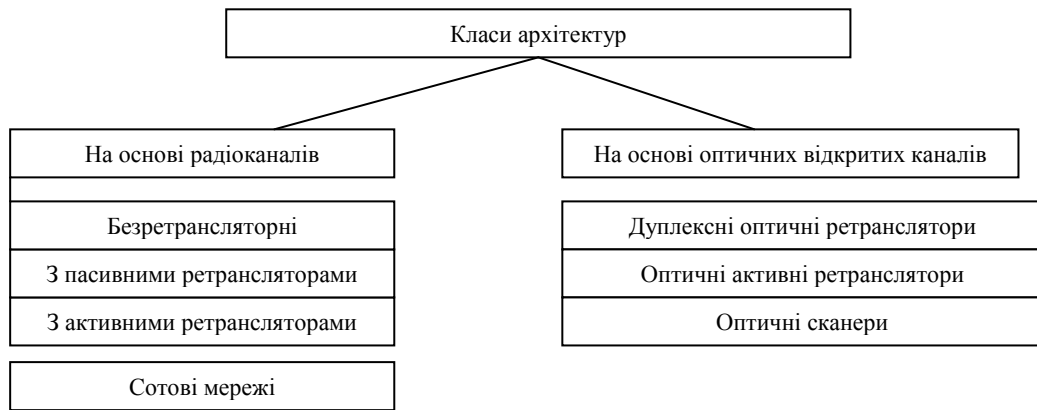 Класи архітектур
На основі радіоканалів
Безретрансляторні
З пасивними ретрансляторами
З активними ретрансляторами
Сотові мережі
На основі оптичних відкритих каналів
Дуплексні оптичні ретранслятори
Оптичні активні ретранслятори
Оптичні сканери